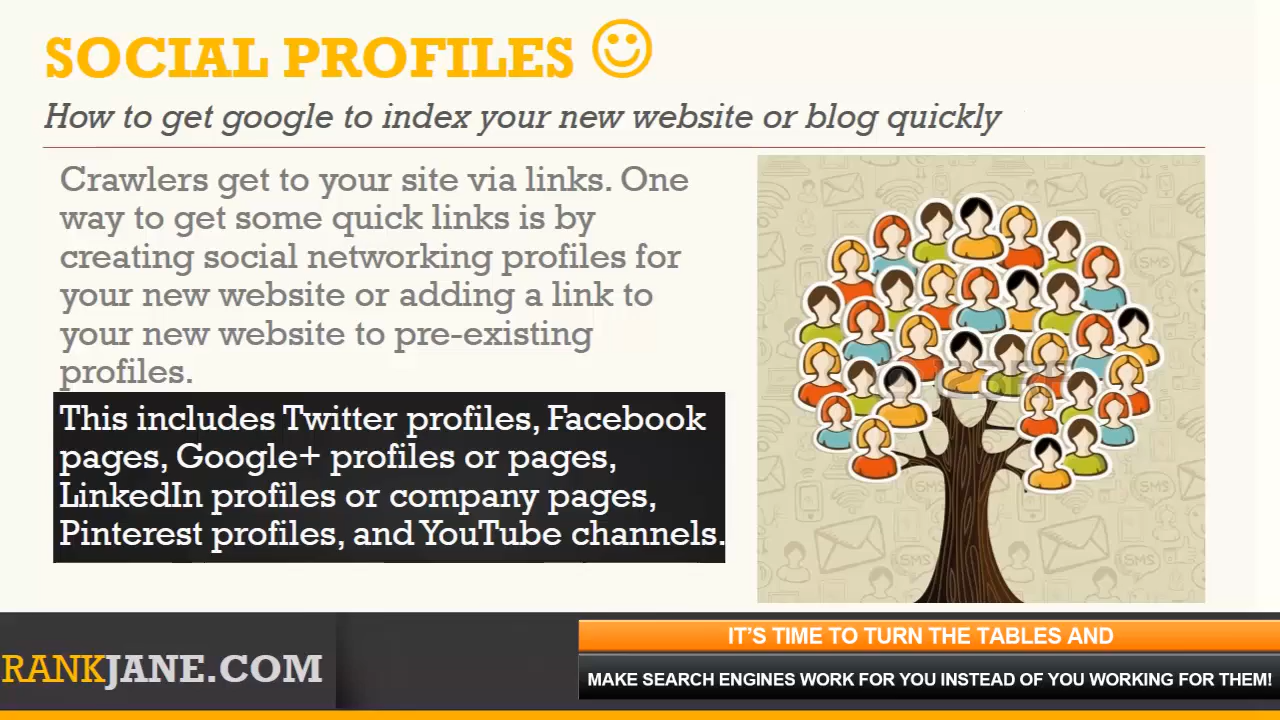 SOCIAL PROFILES
How to get google to index your new website or blog quickly
Crawlers get to your site via links. One
way to get some quick links is by
creating social networking profiles for
your new website or adding a link to
your new website to pre-existing
profiles.
This includes Twitter profiles, Facebook
pages, Google+ profiles or pages,
LinkedIn profiles or company pages,
Pinterest profiles, and YouTube channels.
SMS
SMS
SMS
SMS
RANKJANE.COM
IT'S TIME TO TURN THE TABLES AND
MAKE SEARCH ENGINES WORK FOR YOU INSTEAD OF YOU WORKING FOR THEM!